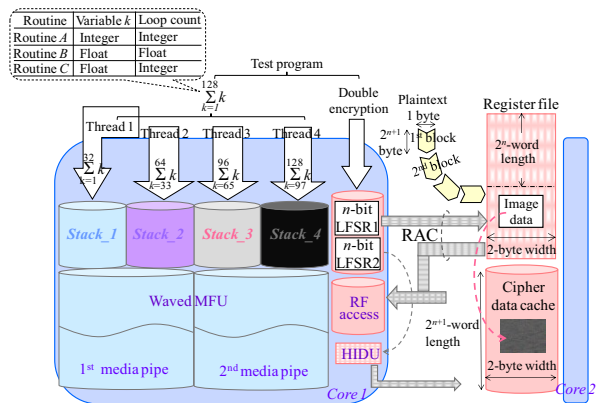 Routine Variable k Loop count
Routine A Integer Integer
Routine B Float Float
Routine C Float Integer
Test program
128
∑ k
k=1
Double
encryption
Plaintext
1 byte
2ⁿ⁺¹
byte
1st block
2nd block
Register file
2ⁿ-word
length
Image
data
2-byte width
Thread 1
Thread 2
Thread 3
Thread 4
32
∑ k
k=1
64
∑ k
k=33
96
∑ k
k=65
128
∑ k
k=97
Stack_1
Stack_2
Stack_3
Stack_4
n-bit
LFSR1
n-bit
LFSR2
RAC
Waved MFU
1st media pipe
2nd media pipe
RF
access
HIDU
Core 1
Cipher
data cache
2ⁿ⁺¹-word
length
2-byte width
Core 2